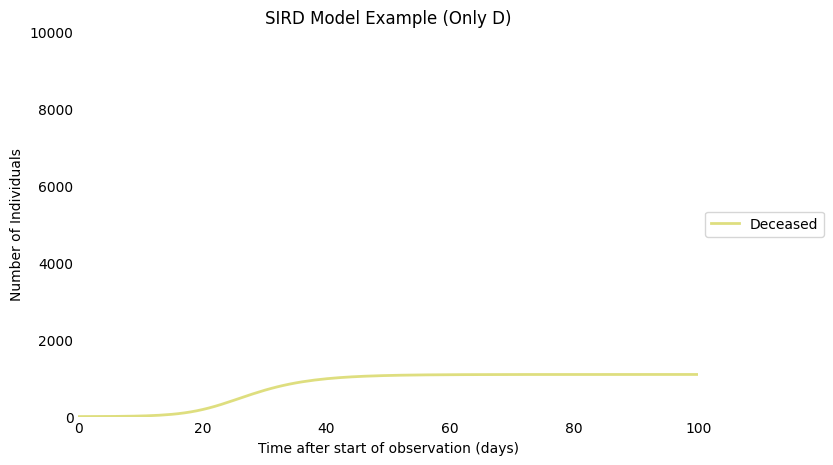 SIRD Model Example (Only D)
10000
8000
6000
4000
2000
0
Number of Individuals
0 20 40 60 80 100
Time after start of observation (days)
Deceased